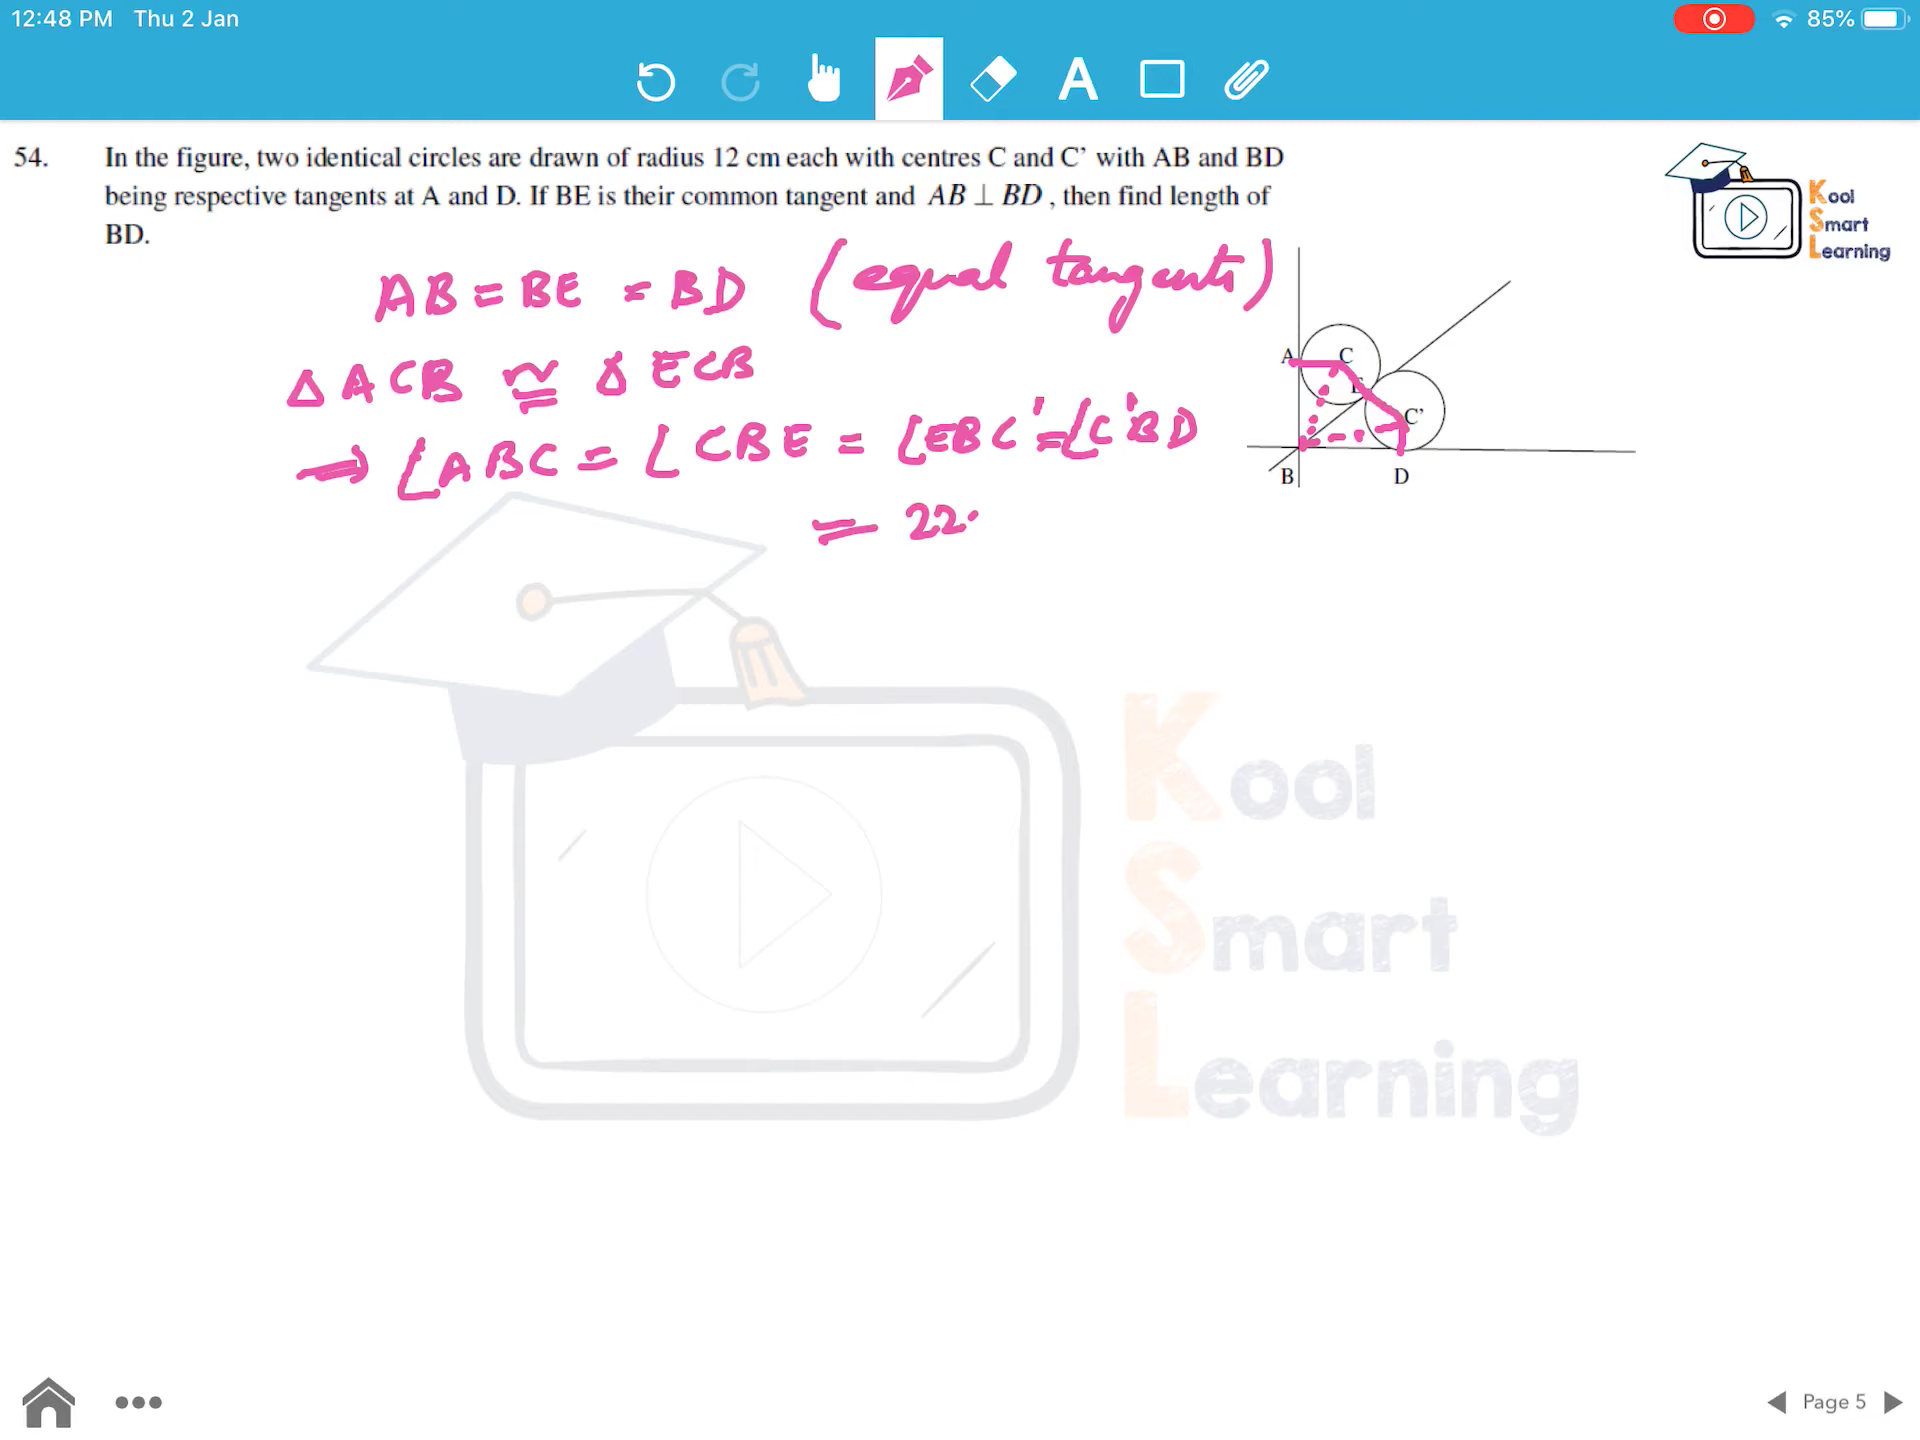 12:48 PM Thu 2 Jan
85%
A
54. In the figure, two identical circles are drawn of radius 12 cm each with centres C and C’ with AB and BD
being respective tangents at A and D. If BE is their common tangent and AB ⊥ BD , then find length of
BD.
Kool
Smart
Learning
AB = BE = BD (equal tangents)
Δ ACB ≅ Δ ECB
⇒ ∠ABC = ∠CBE = ∠EBC' = ∠C'BD
= 22.
A
C
E
C’
B
D
Kool
Smart
Learning
Page 5